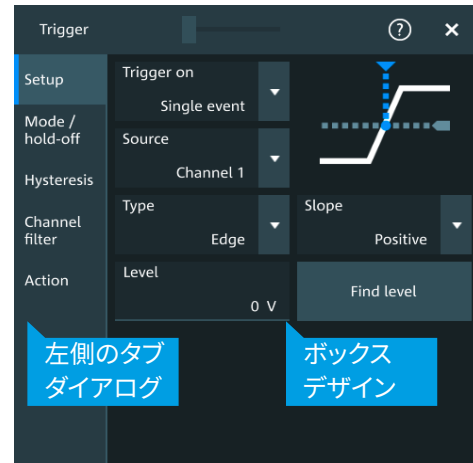 Trigger
Setup
Mode /
hold-off
Hysteresis
Channel
filter
Action
Trigger on
Single event
Source
Channel 1
Type
Edge
Slope
Positive
Level
0 V
Find level
左側のタブ
ダイアログ
ボックス
デザイン